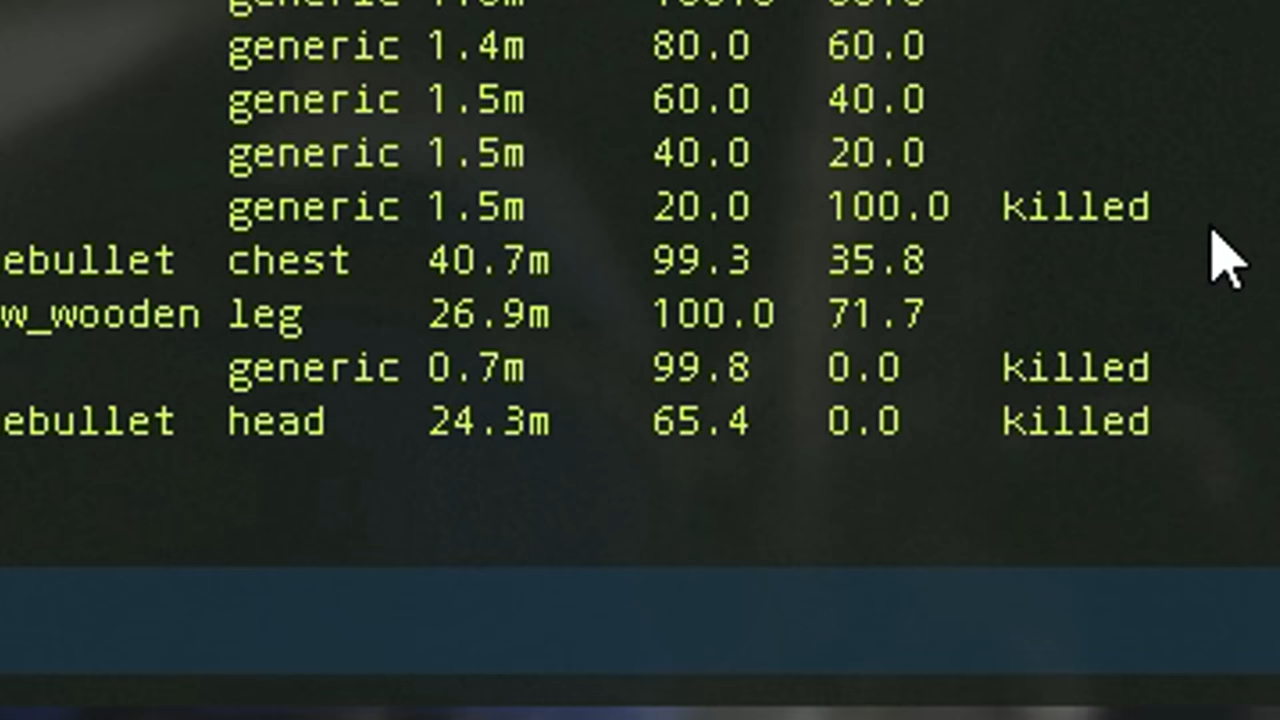 generic 1.4m 80.0 60.0
generic 1.5m 60.0 40.0
generic 1.5m 40.0 20.0
generic 1.5m 20.0 100.0 killed
ebullet chest 40.7m 99.3 35.8
w_wooden leg 26.9m 100.0 71.7
generic 0.7m 99.8 0.0 killed
ebullet head 24.3m 65.4 0.0 killed